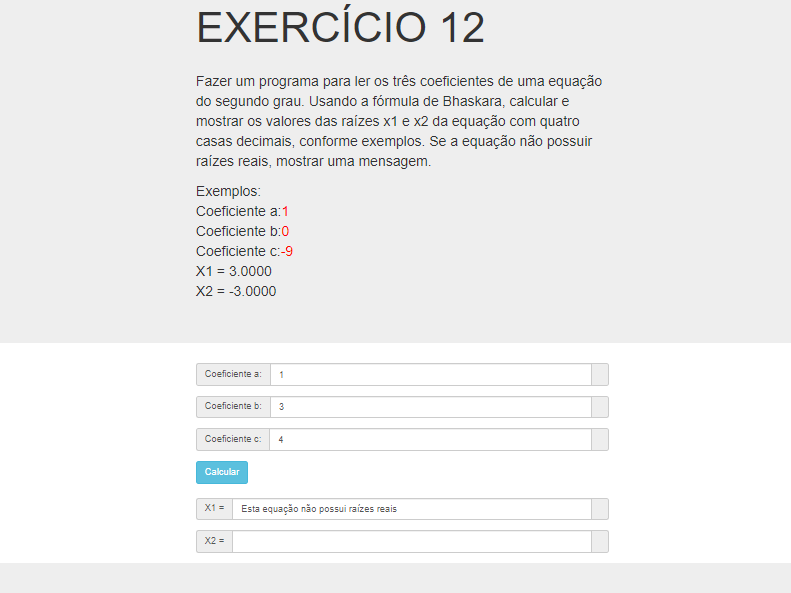 EXERCÍCIO 12
Fazer um programa para ler os três coeficientes de uma equação
do segundo grau. Usando a fórmula de Bhaskara, calcular e
mostrar os valores das raízes x1 e x2 da equação com quatro
casas decimais, conforme exemplos. Se a equação não possuir
raízes reais, mostrar uma mensagem.
Exemplos:
Coeficiente a:1
Coeficiente b:0
Coeficiente c:-9
X1 = 3.0000
X2 = -3.0000
Coeficiente a: 1
Coeficiente b: 3
Coeficiente c: 4
Calcular
X1 = Esta equação não possui raízes reais
X2 =